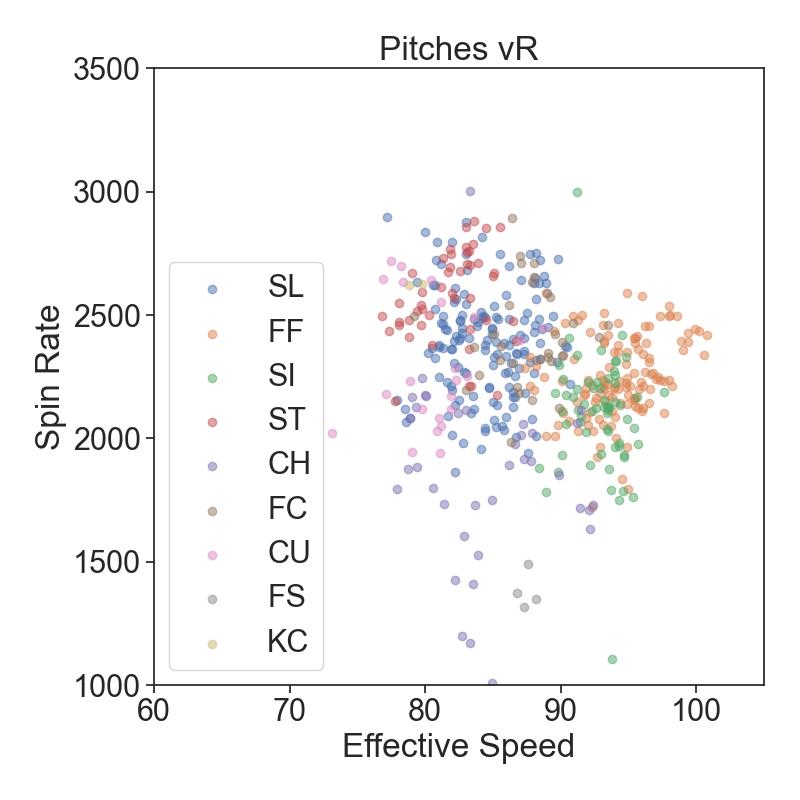 Pitches vR
3500
3000
2500
2000
1500
1000
Spin Rate
SL
FF
SI
ST
CH
FC
CU
FS
KC
60 70 80 90 100
Effective Speed